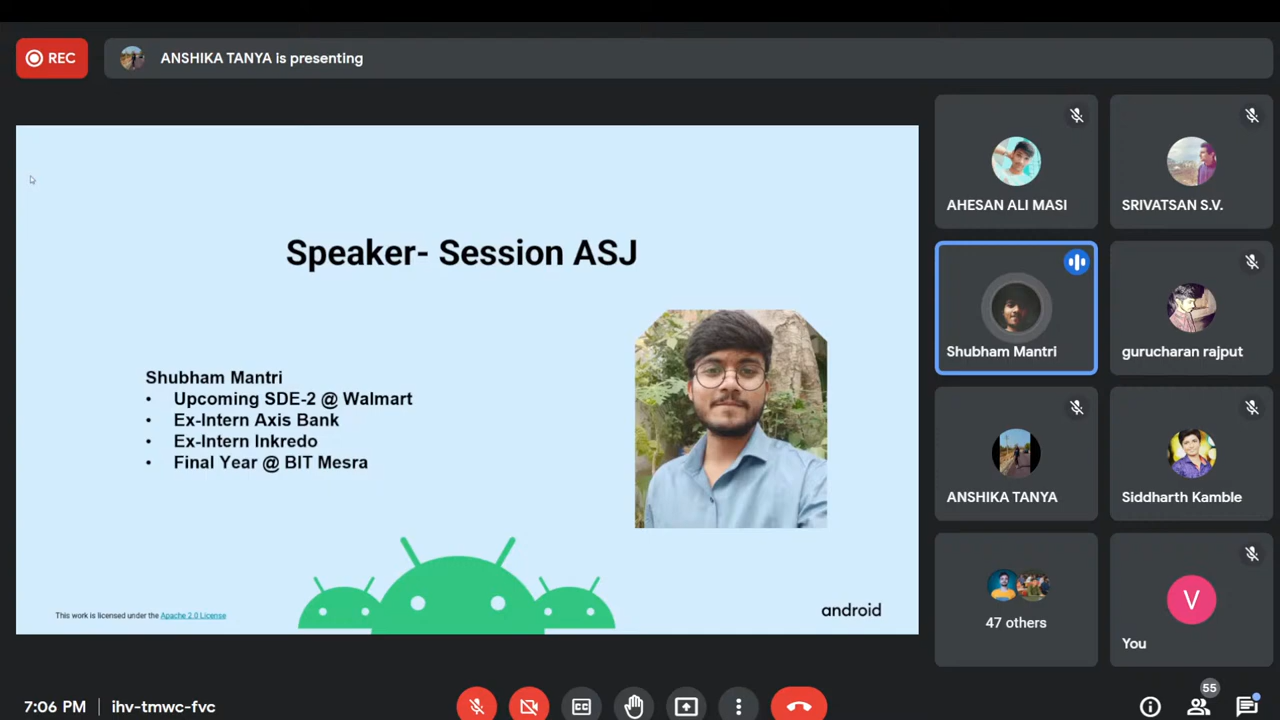 REC
ANSHIKA TANYA is presenting
Speaker- Session ASJ
Shubham Mantri
• Upcoming SDE-2 @ Walmart
• Ex-Intern Axis Bank
• Ex-Intern Inkredo
• Final Year @ BIT Mesra
This work is licensed under the Apache 2.0 License
android
AHESAN ALI MASI
SRIVATSAN S.V.
Shubham Mantri
gurucharan rajput
ANSHIKA TANYA
Siddharth Kamble
47 others
V
You
7:06 PM
ihv-tmwc-fvc
CC
55